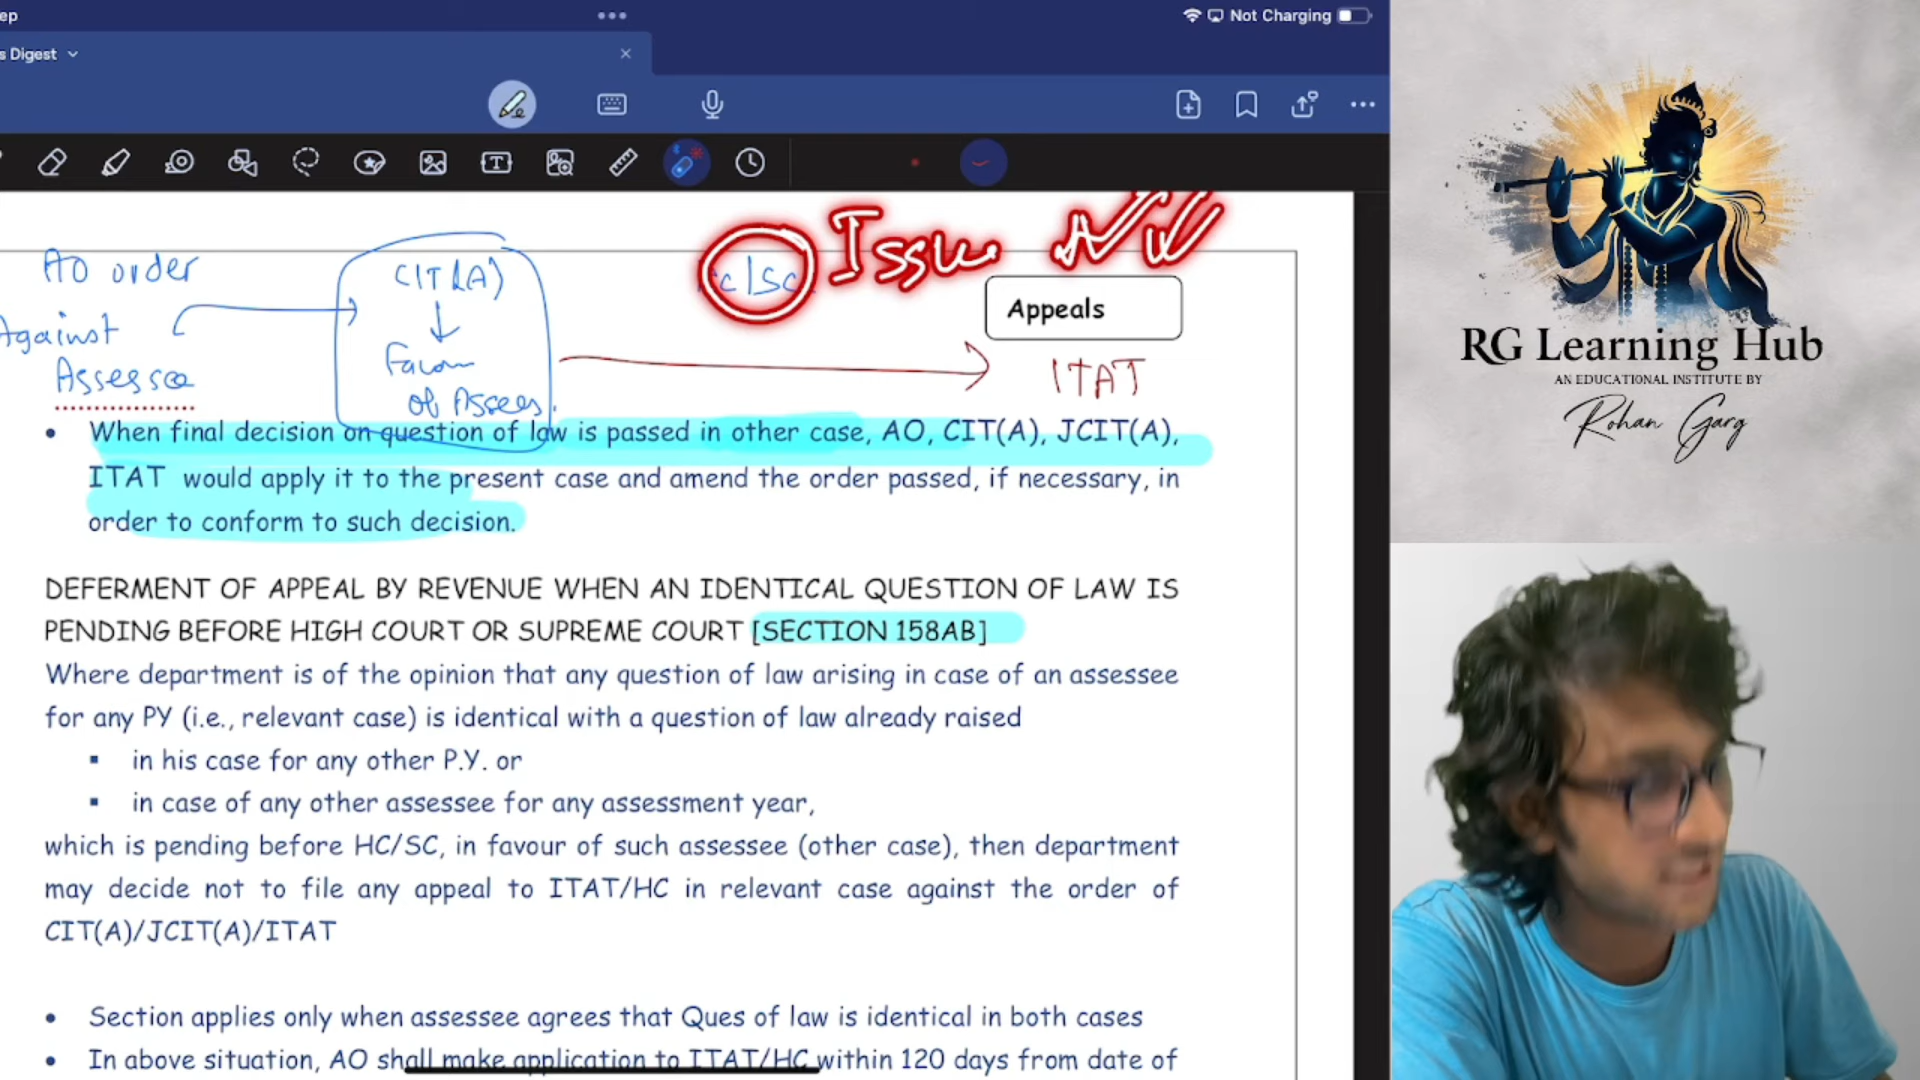 ep
Not Charging
s Digest
AO order
Against
Assessee
CIT(A)
Favour
of Assees.
c/sc
Issue
Appeals
ITAT
• When final decision on question of law is passed in other case, AO, CIT(A), JCIT(A),
ITAT would apply it to the present case and amend the order passed, if necessary, in
order to conform to such decision.
DEFERMENT OF APPEAL BY REVENUE WHEN AN IDENTICAL QUESTION OF LAW IS
PENDING BEFORE HIGH COURT OR SUPREME COURT [SECTION 158AB]
Where department is of the opinion that any question of law arising in case of an assessee
for any PY (i.e., relevant case) is identical with a question of law already raised
▪ in his case for any other P.Y. or
▪ in case of any other assessee for any assessment year,
which is pending before HC/SC, in favour of such assessee (other case), then department
may decide not to file any appeal to ITAT/HC in relevant case against the order of
CIT(A)/JCIT(A)/ITAT
• Section applies only when assessee agrees that Ques of law is identical in both cases
• In above situation, AO shall make application to ITAT/HC within 120 days from date of
RG Learning Hub
AN EDUCATIONAL INSTITUTE BY
Rohan Garg